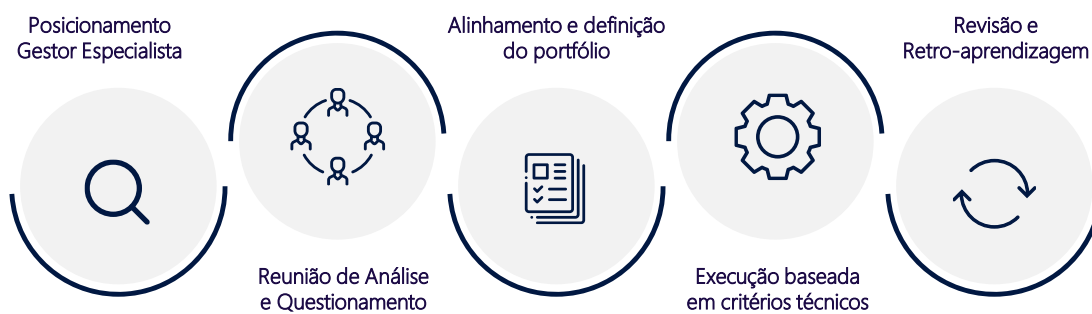 Posicionamento
Gestor Especialista
Reunião de Análise
e Questionamento
Alinhamento e definição
do portfólio
Execução baseada
em critérios técnicos
Revisão e
Retro-aprendizagem